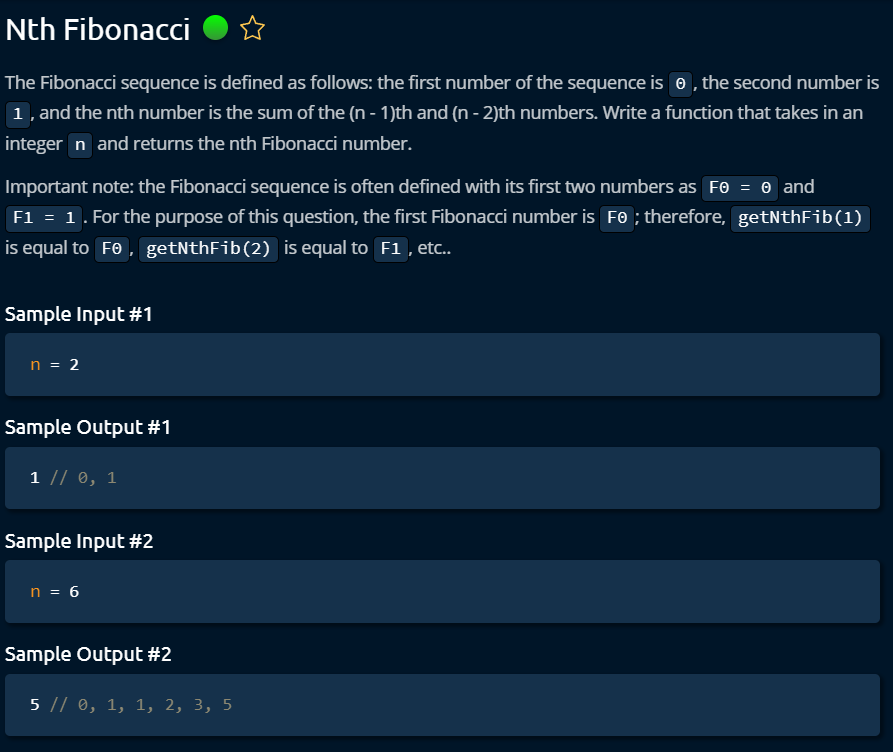 Nth Fibonacci
The Fibonacci sequence is defined as follows: the first number of the sequence is 0, the second number is
1, and the nth number is the sum of the (n - 1)th and (n - 2)th numbers. Write a function that takes in an
integer n and returns the nth Fibonacci number.
Important note: the Fibonacci sequence is often defined with its first two numbers as F0 = 0 and
F1 = 1. For the purpose of this question, the first Fibonacci number is F0; therefore, getNthFib(1)
is equal to F0, getNthFib(2) is equal to F1, etc..
Sample Input #1
n = 2
Sample Output #1
1 // 0, 1
Sample Input #2
n = 6
Sample Output #2
5 // 0, 1, 1, 2, 3, 5